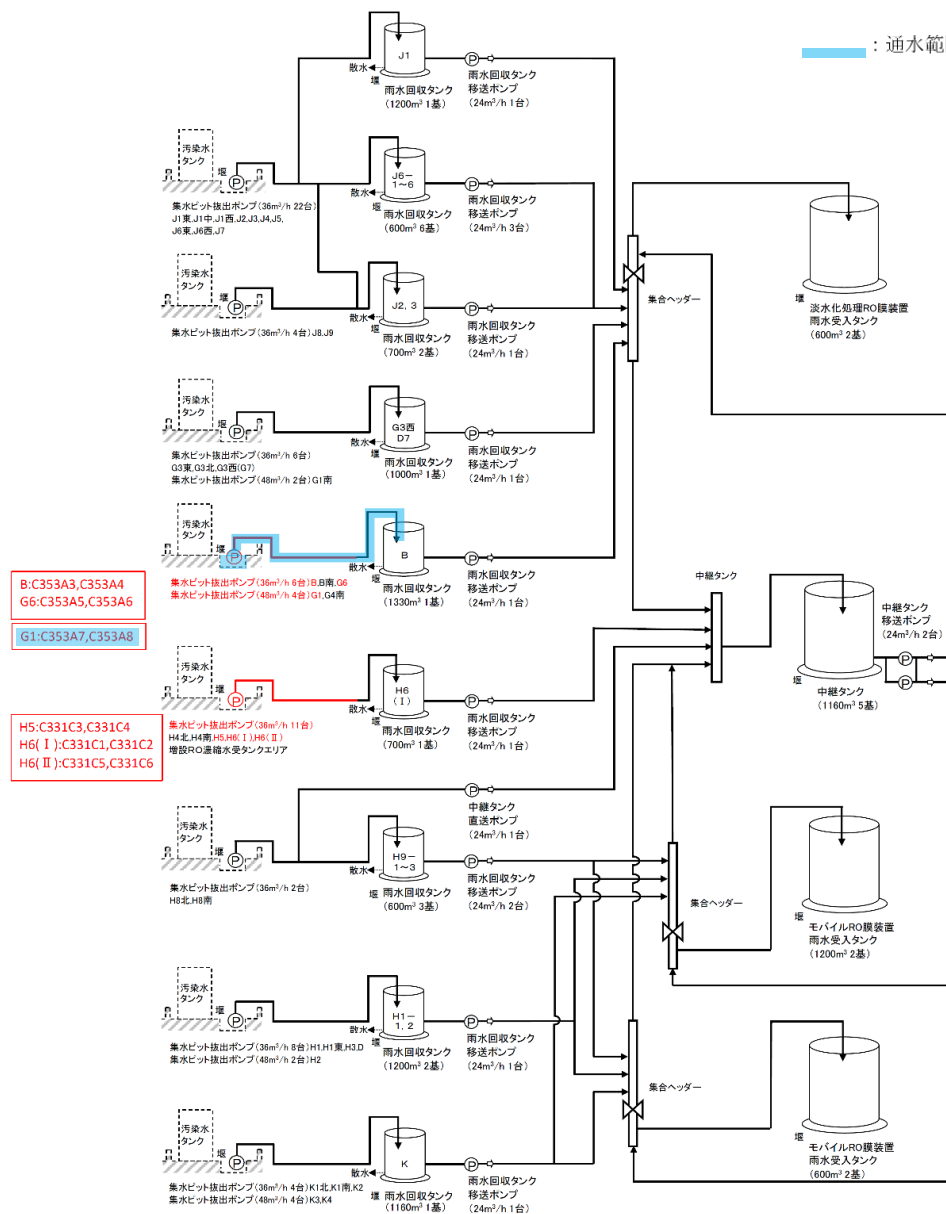 ：通水範
J1
散水
堰
雨水回収タンク
(1200m³ 1基)
P
雨水回収タンク
移送ポンプ
(24m³/h 1台)
汚染水
タンク
堰
P
集水ピット抜出ポンプ(36m³/h 22台)
J1東,J1中,J1西,J2,J3,J4,J5,
J6東,J6西,J7
J6－
1～6
散水
堰
雨水回収タンク
(600m³ 6基)
P
雨水回収タンク
移送ポンプ
(24m³/h 3台)
集合ヘッダー
堰
淡水化処理RO膜装置
雨水受入タンク
(600m³ 2基)
汚染水
タンク
堰
P
集水ピット抜出ポンプ(36m³/h 4台)J8,J9
J2, 3
散水
堰
雨水回収タンク
(700m³ 2基)
P
雨水回収タンク
移送ポンプ
(24m³/h 1台)
汚染水
タンク
堰
P
集水ピット抜出ポンプ(36m³/h 6台)
G3東,G3北,G3西(G7)
集水ピット抜出ポンプ(48m³/h 2台)G1南
G3西
D7
散水
堰
雨水回収タンク
(1000m³ 1基)
P
雨水回収タンク
移送ポンプ
(24m³/h 1台)
汚染水
タンク
堰
P
集水ピット抜出ポンプ(36m³/h 6台)B,B南,G6
集水ピット抜出ポンプ(48m³/h 4台)G1,G4南
B
散水
堰
雨水回収タンク
(1330m³ 1基)
P
雨水回収タンク
移送ポンプ
(24m³/h 1台)
B:C353A3,C353A4
G6:C353A5,C353A6
G1:C353A7,C353A8
中継タンク
堰
中継タンク
(1160m³ 5基)
中継タンク
移送ポンプ
(24m³/h 2台)
P
P
汚染水
タンク
堰
P
集水ピット抜出ポンプ(36m³/h 11台)
H4北,H4南,H5,H6(Ⅰ),H6(Ⅱ)
増設RO濃縮水受タンクエリア
H6
(Ⅰ)
散水
堰
雨水回収タンク
(700m³ 1基)
P
雨水回収タンク
移送ポンプ
(24m³/h 1台)
H5:C331C3,C331C4
H6(Ⅰ):C331C1,C331C2
H6(Ⅱ):C331C5,C331C6
P
中継タンク
直送ポンプ
(24m³/h 1台)
汚染水
タンク
堰
P
集水ピット抜出ポンプ(36m³/h 2台)
H8北,H8南
H9－
1～3
散水
堰
雨水回収タンク
(600m³ 3基)
P
雨水回収タンク
移送ポンプ
(24m³/h 2台)
集合ヘッダー
堰
モバイルRO膜装置
雨水受入タンク
(1200m³ 2基)
汚染水
タンク
堰
P
集水ピット抜出ポンプ(36m³/h 8台)H1,H1東,H3,D
集水ピット抜出ポンプ(48m³/h 2台)H2
H1－
1, 2
散水
堰
雨水回収タンク
(1200m³ 2基)
P
雨水回収タンク
移送ポンプ
(24m³/h 1台)
集合ヘッダー
堰
モバイルRO膜装置
雨水受入タンク
(600m³ 2基)
汚染水
タンク
堰
P
集水ピット抜出ポンプ(36m³/h 4台)K1北,K1南,K2
集水ピット抜出ポンプ(48m³/h 4台)K3,K4
K
散水
堰
雨水回収タンク
(1160m³ 1基)
P
雨水回収タンク
移送ポンプ
(24m³/h 1台)